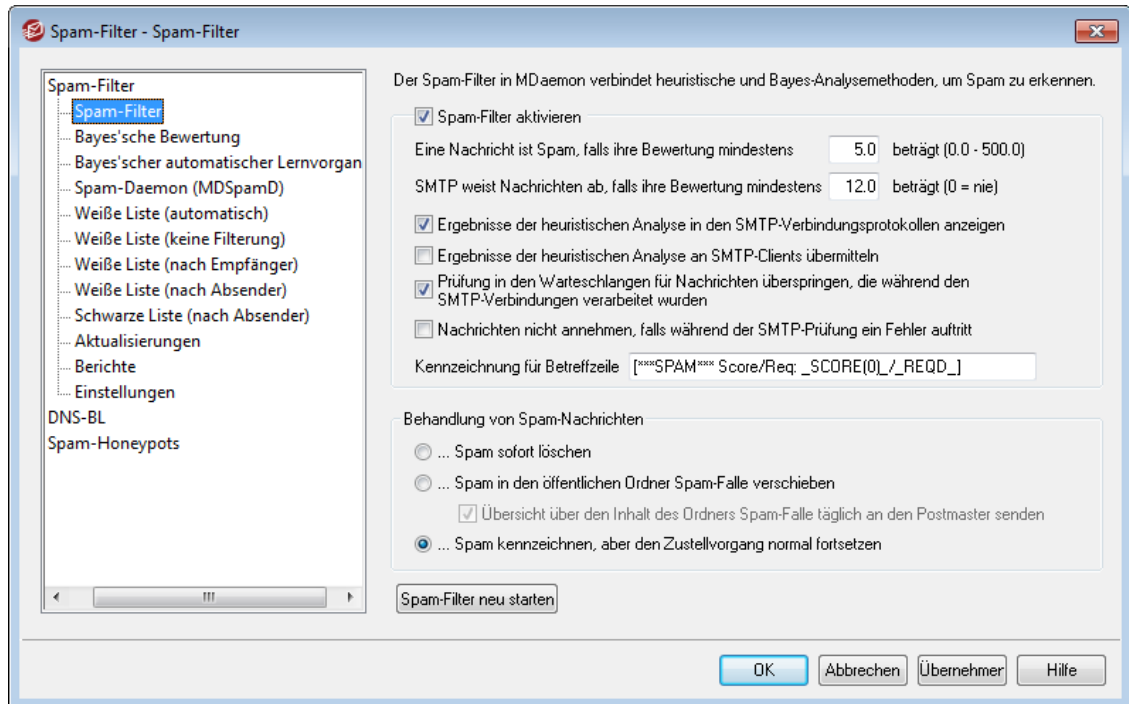 Spam-Filter - Spam-Filter
Spam-Filter
Spam-Filter
Bayes'sche Bewertung
Bayes'scher automatischer Lernvorgan
Spam-Daemon (MDSpamD)
Weiße Liste (automatisch)
Weiße Liste (keine Filterung)
Weiße Liste (nach Empfänger)
Weiße Liste (nach Absender)
Schwarze Liste (nach Absender)
Aktualisierungen
Berichte
Einstellungen
DNS-BL
Spam-Honeypots
Der Spam-Filter in MDaemon verbindet heuristische und Bayes-Analysemethoden, um Spam zu erkennen.
Spam-Filter aktivieren
Eine Nachricht ist Spam, falls ihre Bewertung mindestens 5.0 beträgt (0.0 - 500.0)
SMTP weist Nachrichten ab, falls ihre Bewertung mindestens 12.0 beträgt (0 = nie)
Ergebnisse der heuristischen Analyse in den SMTP-Verbindungsprotokollen anzeigen
Ergebnisse der heuristischen Analyse an SMTP-Clients übermitteln
Prüfung in den Warteschlangen für Nachrichten überspringen, die während den
SMTP-Verbindungen verarbeitet wurden
Nachrichten nicht annehmen, falls während der SMTP-Prüfung ein Fehler auftritt
Kennzeichnung für Betreffzeile [***SPAM*** Score/Req: _SCORE(0)_/_REQD_]
Behandlung von Spam-Nachrichten
... Spam sofort löschen
... Spam in den öffentlichen Ordner Spam-Falle verschieben
Übersicht über den Inhalt des Ordners Spam-Falle täglich an den Postmaster senden
... Spam kennzeichnen, aber den Zustellvorgang normal fortsetzen
Spam-Filter neu starten
OK Abbrechen Übernehmer Hilfe